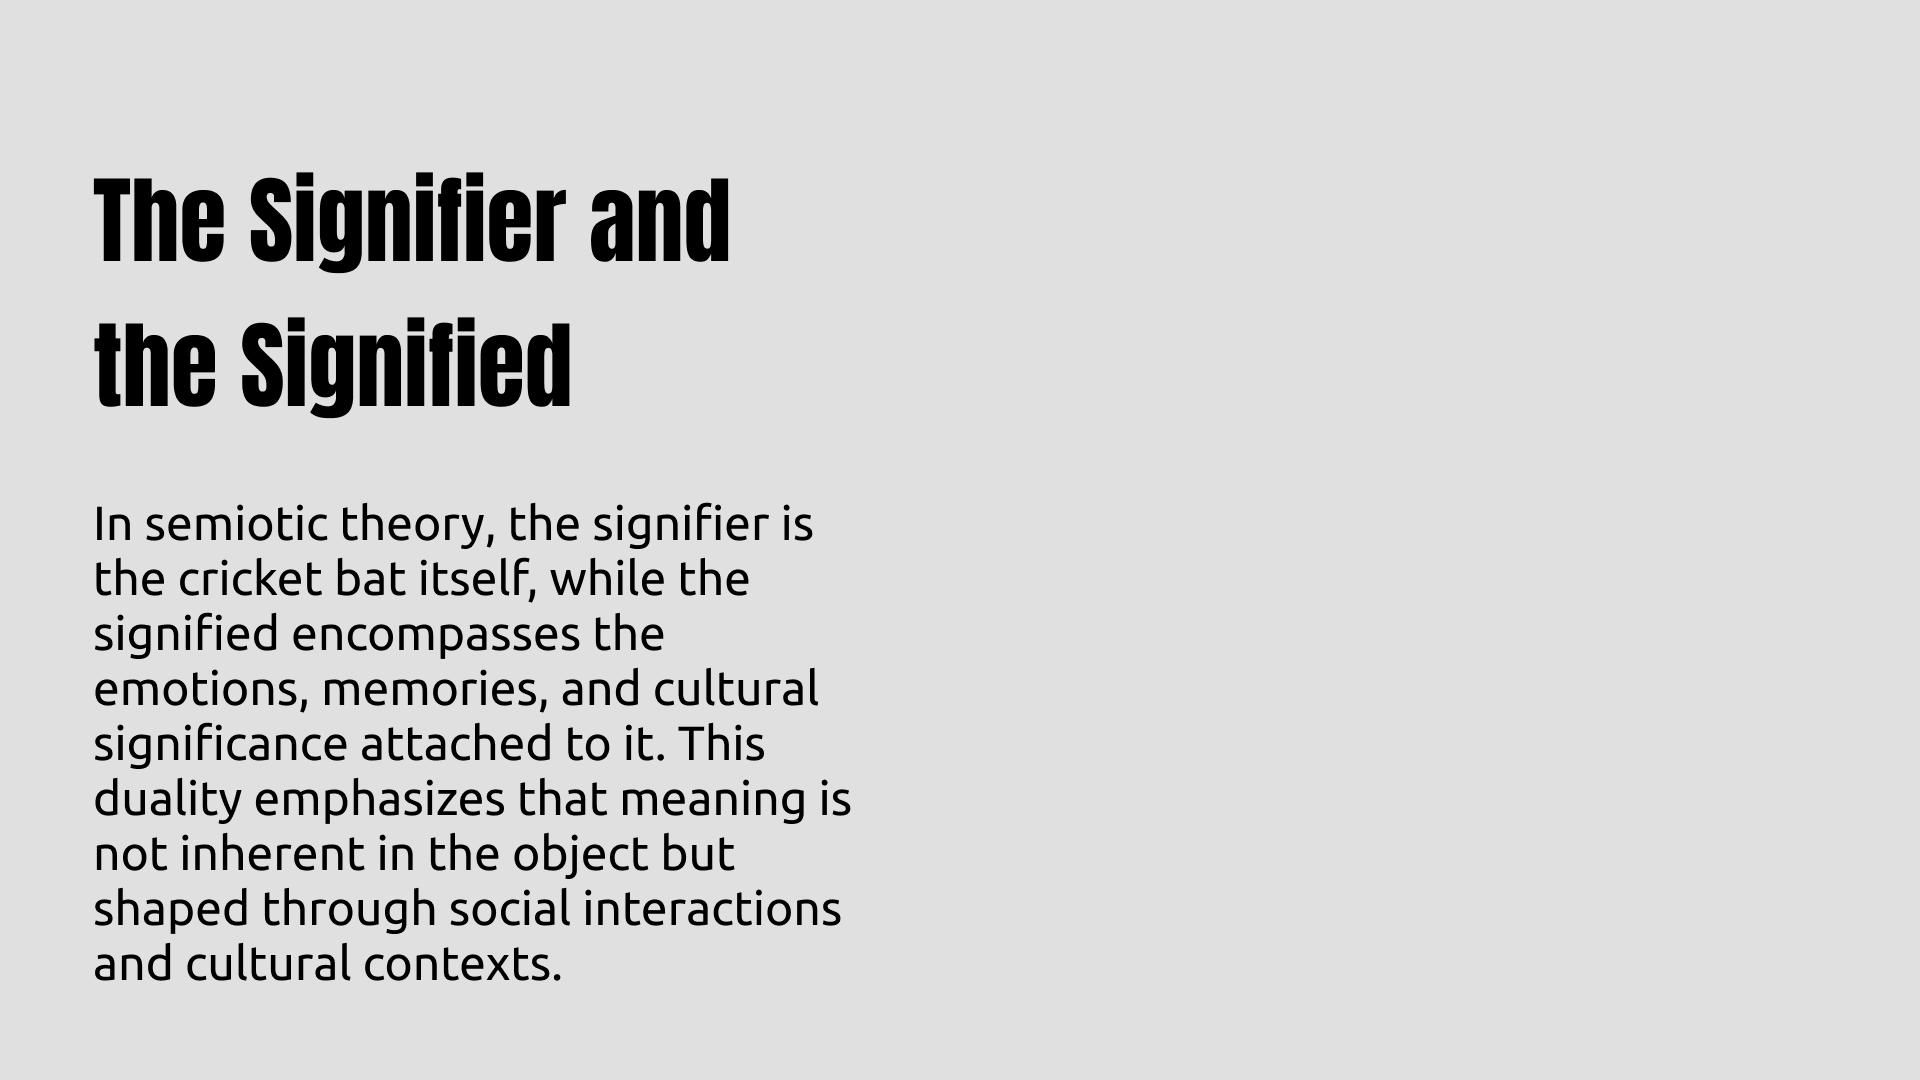 The Signifier and
the Signified
In semiotic theory, the signifier is
the cricket bat itself, while the
signified encompasses the
emotions, memories, and cultural
significance attached to it. This
duality emphasizes that meaning is
not inherent in the object but
shaped through social interactions
and cultural contexts.